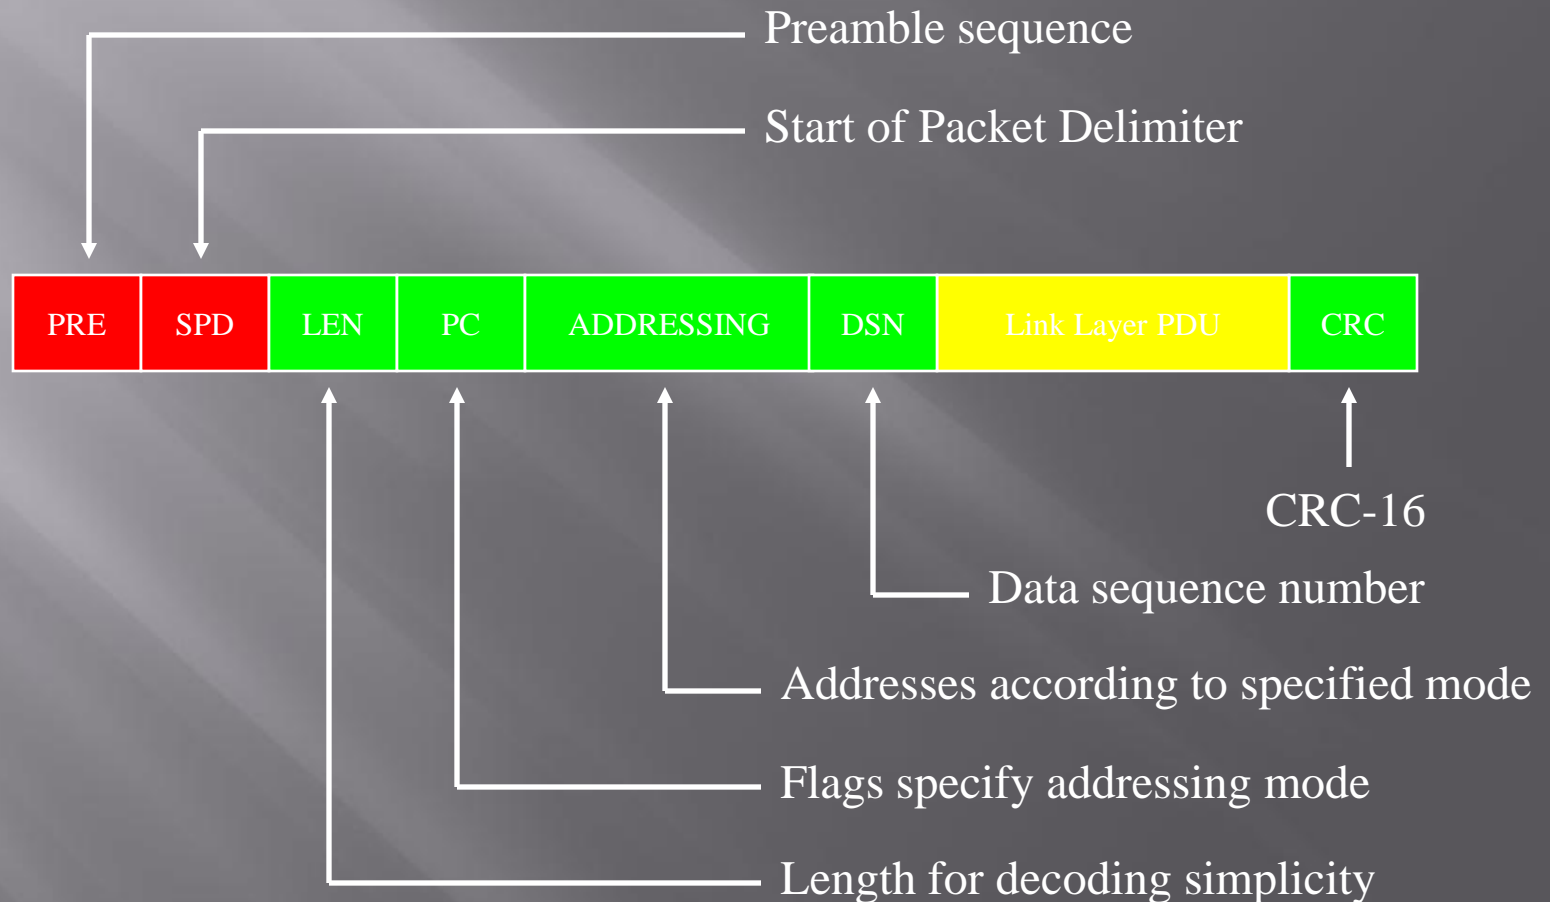 Preamble sequence
Start of Packet Delimiter
PRE SPD LEN PC ADDRESSING DSN Link Layer PDU CRC
CRC-16
Data sequence number
Addresses according to specified mode
Flags specify addressing mode
Length for decoding simplicity